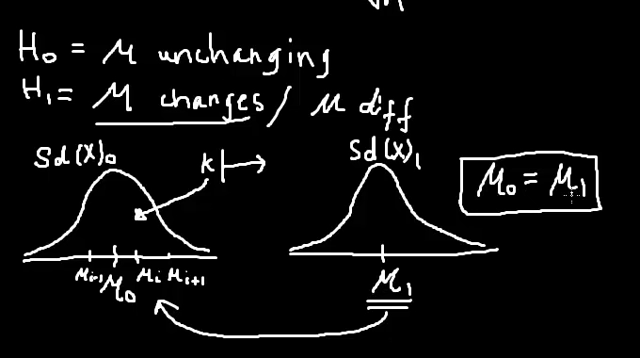 H₀ = μ unchanging
H₁ = μ changes / μ diff
Sd(X)₀
k
Sd(X)₁
μ₀ = μ₁
μi-1 μ₀ μi μi+1
μ₁